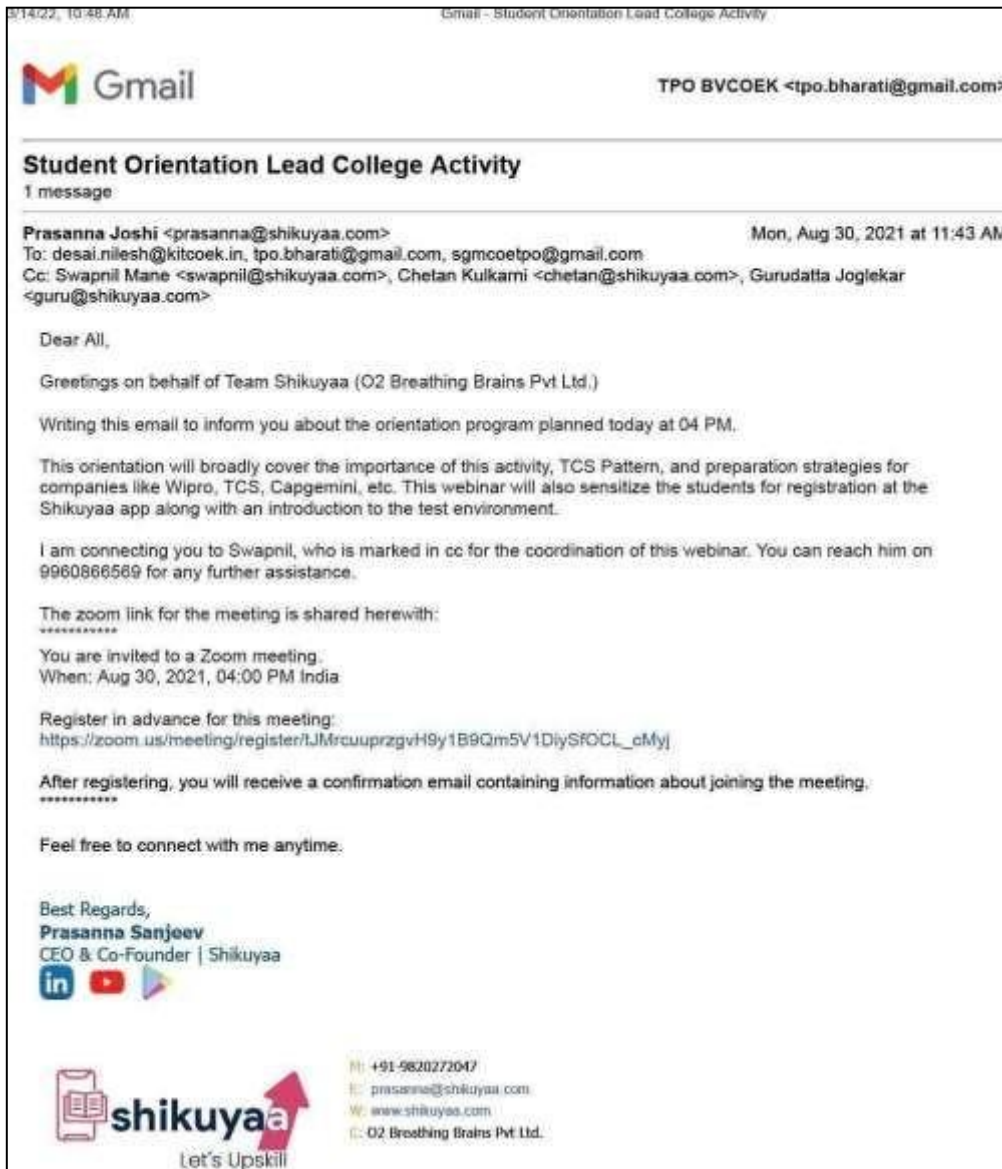 3/14/22, 10:48 AM
Gmail - Student Orientation Lead College Activity
Gmail
TPO BVCOEK <tpo.bharati@gmail.com>
Student Orientation Lead College Activity
1 message
Prasanna Joshi <prasanna@shikuyaa.com>
Mon, Aug 30, 2021 at 11:43 AM
To: desai.nilesh@kitcoek.in, tpo.bharati@gmail.com, sgmcoetpo@gmail.com
Cc: Swapnil Mane <swapnil@shikuyaa.com>, Chetan Kulkarni <chetan@shikuyaa.com>, Gurudatta Joglekar
<guru@shikuyaa.com>
Dear All,
Greetings on behalf of Team Shikuyaa (O2 Breathing Brains Pvt Ltd.)
Writing this email to inform you about the orientation program planned today at 04 PM.
This orientation will broadly cover the importance of this activity, TCS Pattern, and preparation strategies for
companies like Wipro, TCS, Capgemini, etc. This webinar will also sensitize the students for registration at the
Shikuyaa app along with an introduction to the test environment.
I am connecting you to Swapnil, who is marked in cc for the coordination of this webinar. You can reach him on
9960866569 for any further assistance.
The zoom link for the meeting is shared herewith:
***********
You are invited to a Zoom meeting.
When: Aug 30, 2021, 04:00 PM India
Register in advance for this meeting:
After registering, you will receive a confirmation email containing information about joining the meeting.
***********
Feel free to connect with me anytime.
Best Regards,
Prasanna Sanjeev
CEO & Co-Founder | Shikuyaa
in
shikuyaa
Let's Upskill
M: +91-9820272047
E: prasanna@shikuyaa.com
W: www.shikuyaa.com
C: O2 Breathing Brains Pvt Ltd.